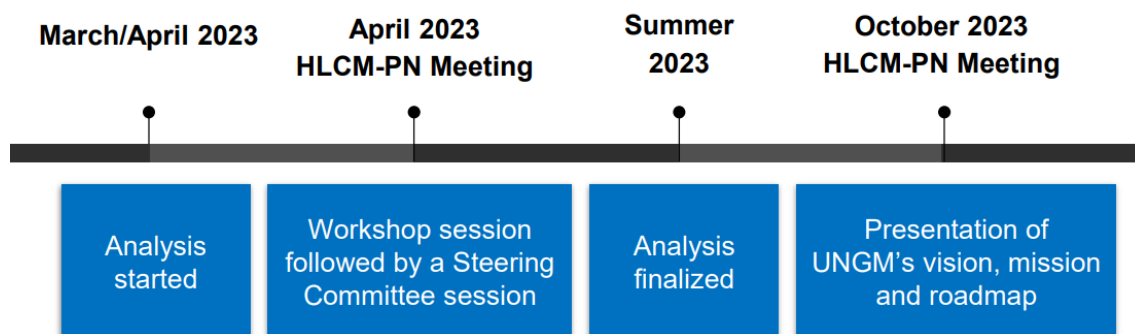 March/April 2023
April 2023
HLCM-PN Meeting
Summer
2023
October 2023
HLCM-PN Meeting
Analysis
started
Workshop session
followed by a Steering
Committee session
Analysis
finalized
Presentation of
UNGM's vision, mission
and roadmap